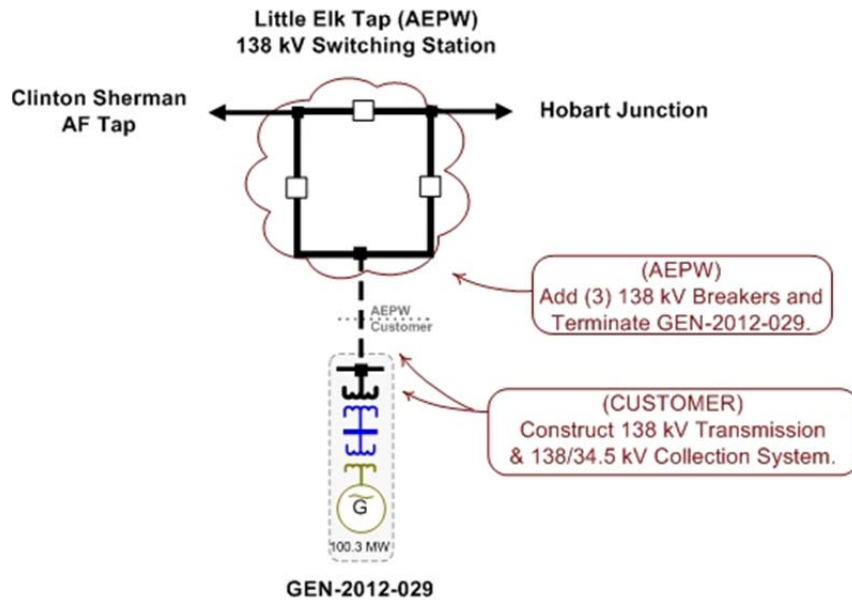 Little Elk Tap (AEPW)
138 kV Switching Station
Clinton Sherman
AF Tap
Hobart Junction
(AEPW)
Add (3) 138 kV Breakers and
Terminate GEN-2012-029.
AEPW
Customer
(CUSTOMER)
Construct 138 kV Transmission
& 138/34.5 kV Collection System.
G
100.3 MW
GEN-2012-029